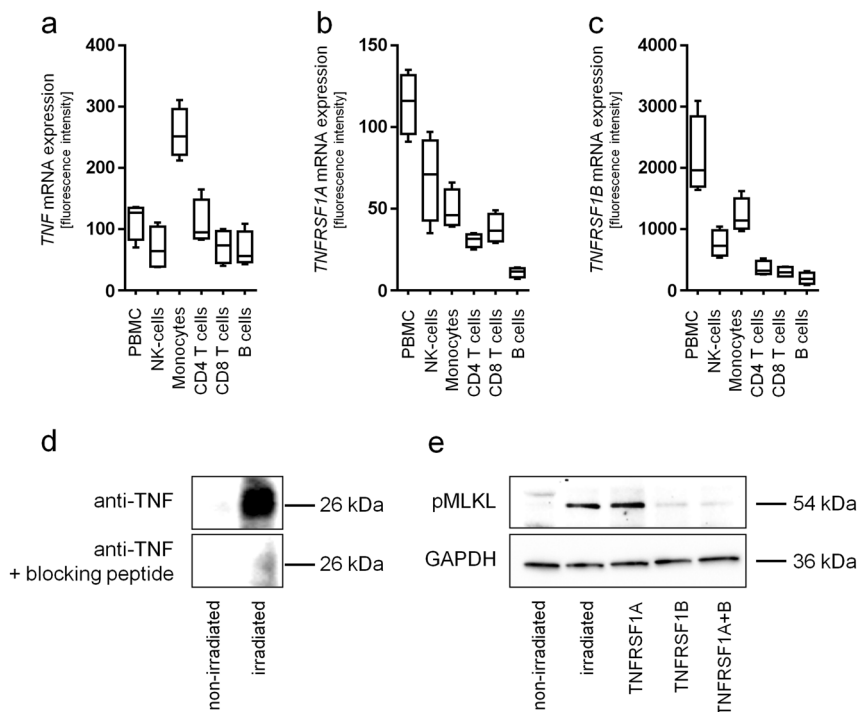 a
TNF mRNA expression
[fluorescence intensity]
400
300
200
100
0
PBMC
NK-cells
Monocytes
CD4 T cells
CD8 T cells
B cells
b
TNFRSF1A mRNA expression
[fluorescence intensity]
150
100
50
0
PBMC
NK-cells
Monocytes
CD4 T cells
CD8 T cells
B cells
c
TNFRSF1B mRNA expression
[fluorescence intensity]
4000
3000
2000
1000
0
PBMC
NK-cells
Monocytes
CD4 T cells
CD8 T cells
B cells
d
anti-TNF
26 kDa
anti-TNF
+ blocking peptide
26 kDa
non-irradiated
irradiated
e
pMLKL
54 kDa
GAPDH
36 kDa
non-irradiated
irradiated
TNFRSF1A
TNFRSF1B
TNFRSF1A+B